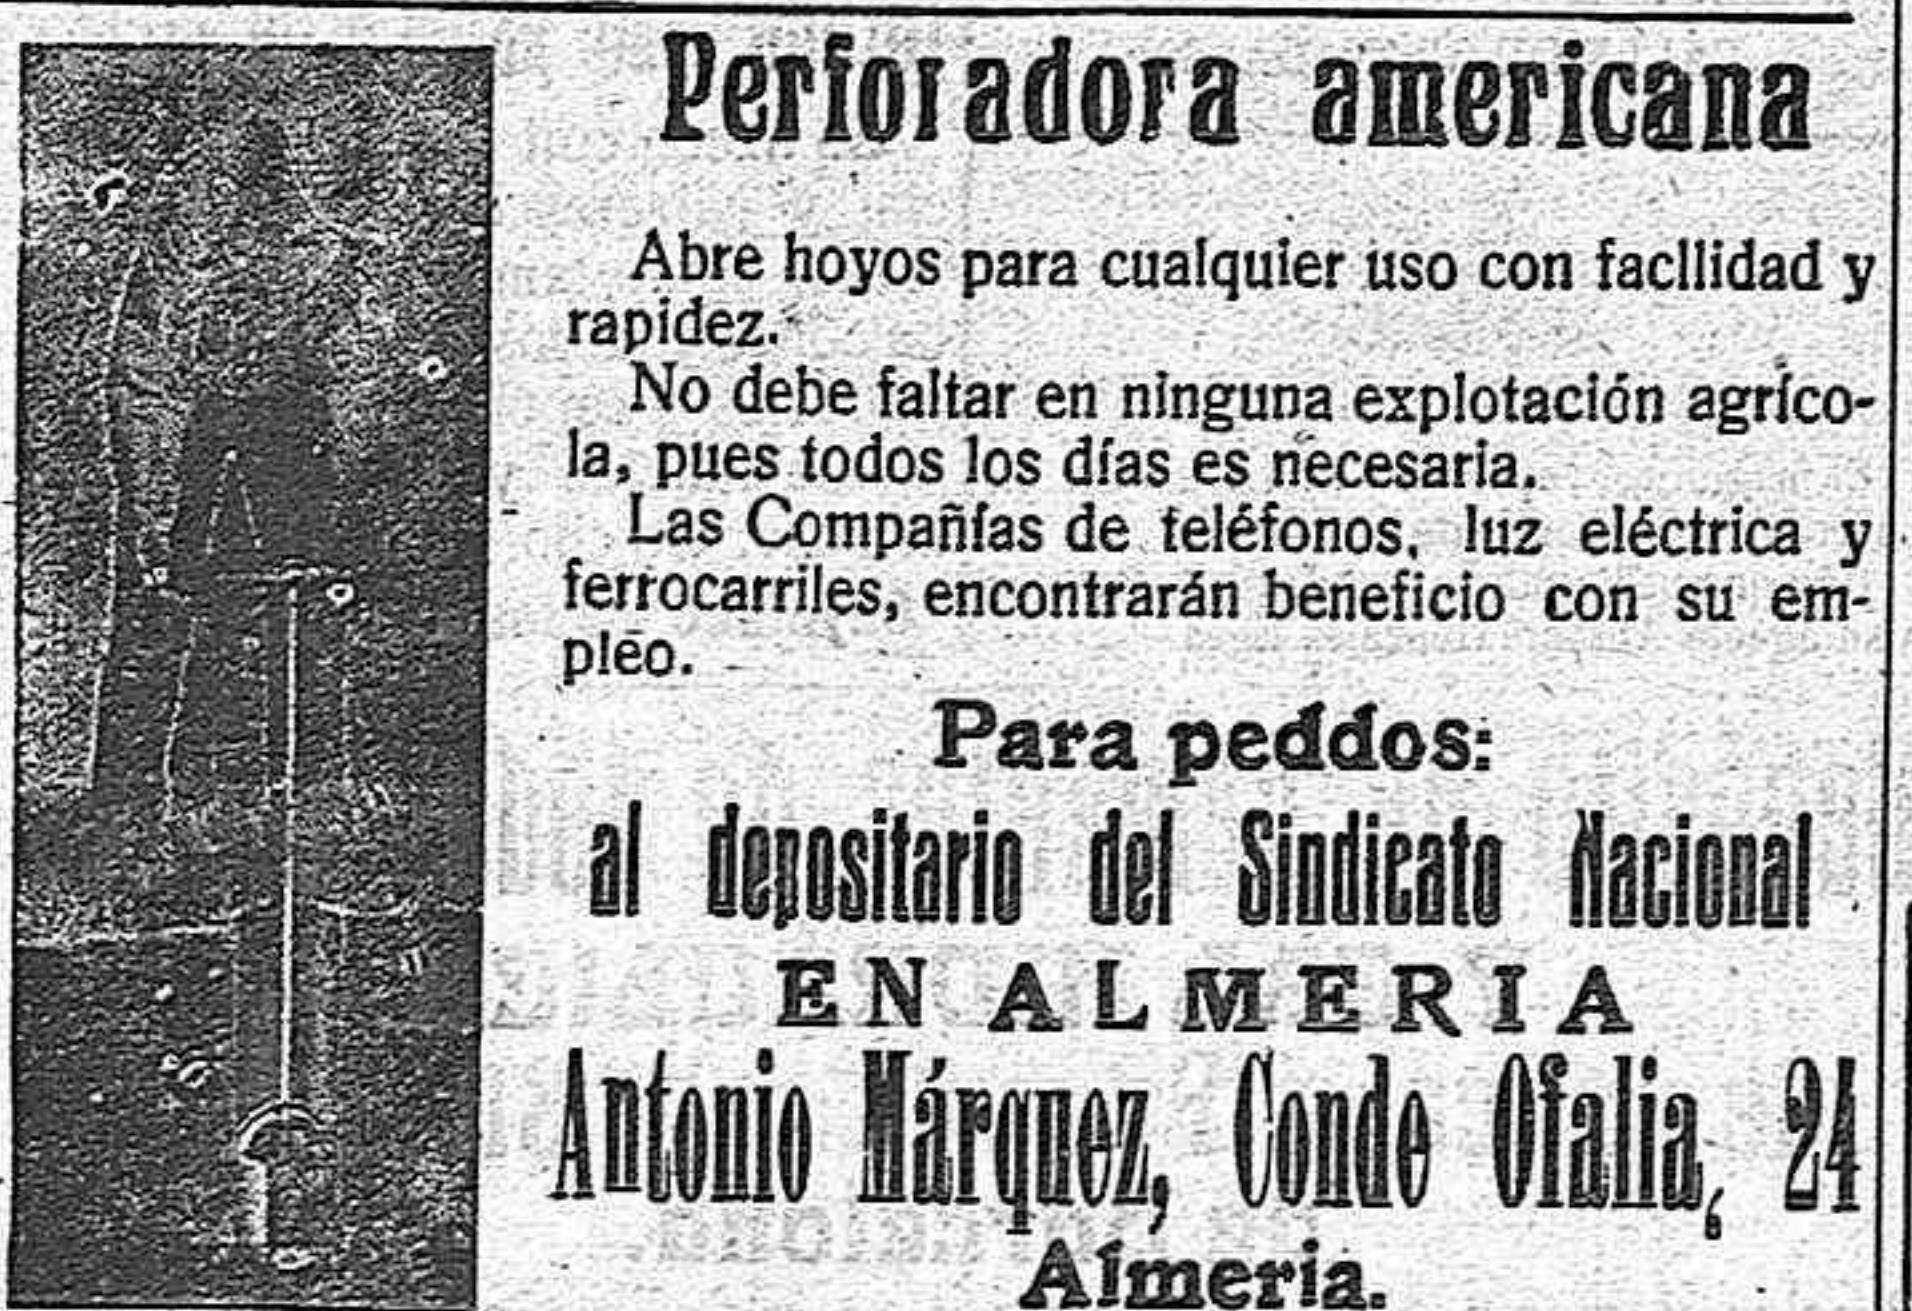 Perforadora americana
Abre hoyos para cualquier uso con facllidad y
rapidez.
No debe faltar en ninguna explotación agríco-
la, pues todos los días es necesaria.
Las Compañías de teléfonos, luz eléctrica y
ferrocarriles, encontrarán beneficio con su em-
pleo.
Para peddos:
al depositario del Sindicato Nacional
EN ALMERIA
Antonio Márquez, Conde Ofalia, 24
Almeria.